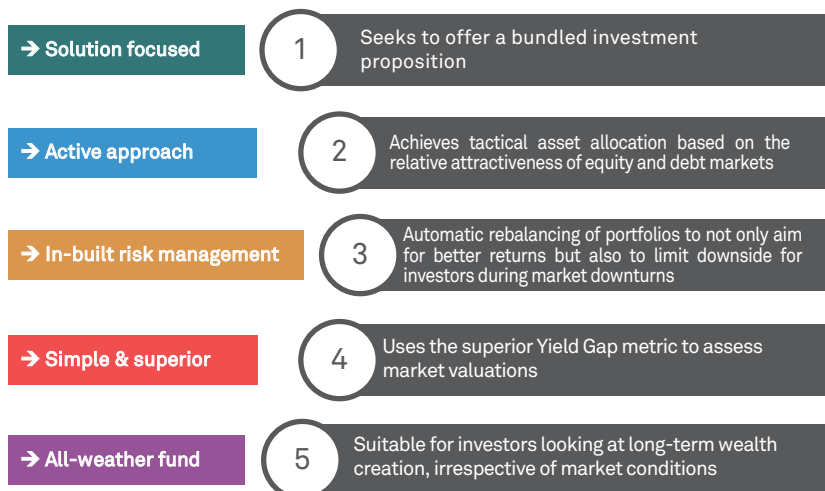 → Solution focused
1
Seeks to offer a bundled investment
proposition
→ Active approach
2
Achieves tactical asset allocation based on the
relative attractiveness of equity and debt markets
→ In-built risk management
3
Automatic rebalancing of portfolios to not only aim
for better returns but also to limit downside for
investors during market downturns
→ Simple & superior
4
Uses the superior Yield Gap metric to assess
market valuations
→ All-weather fund
5
Suitable for investors looking at long-term wealth
creation, irrespective of market conditions